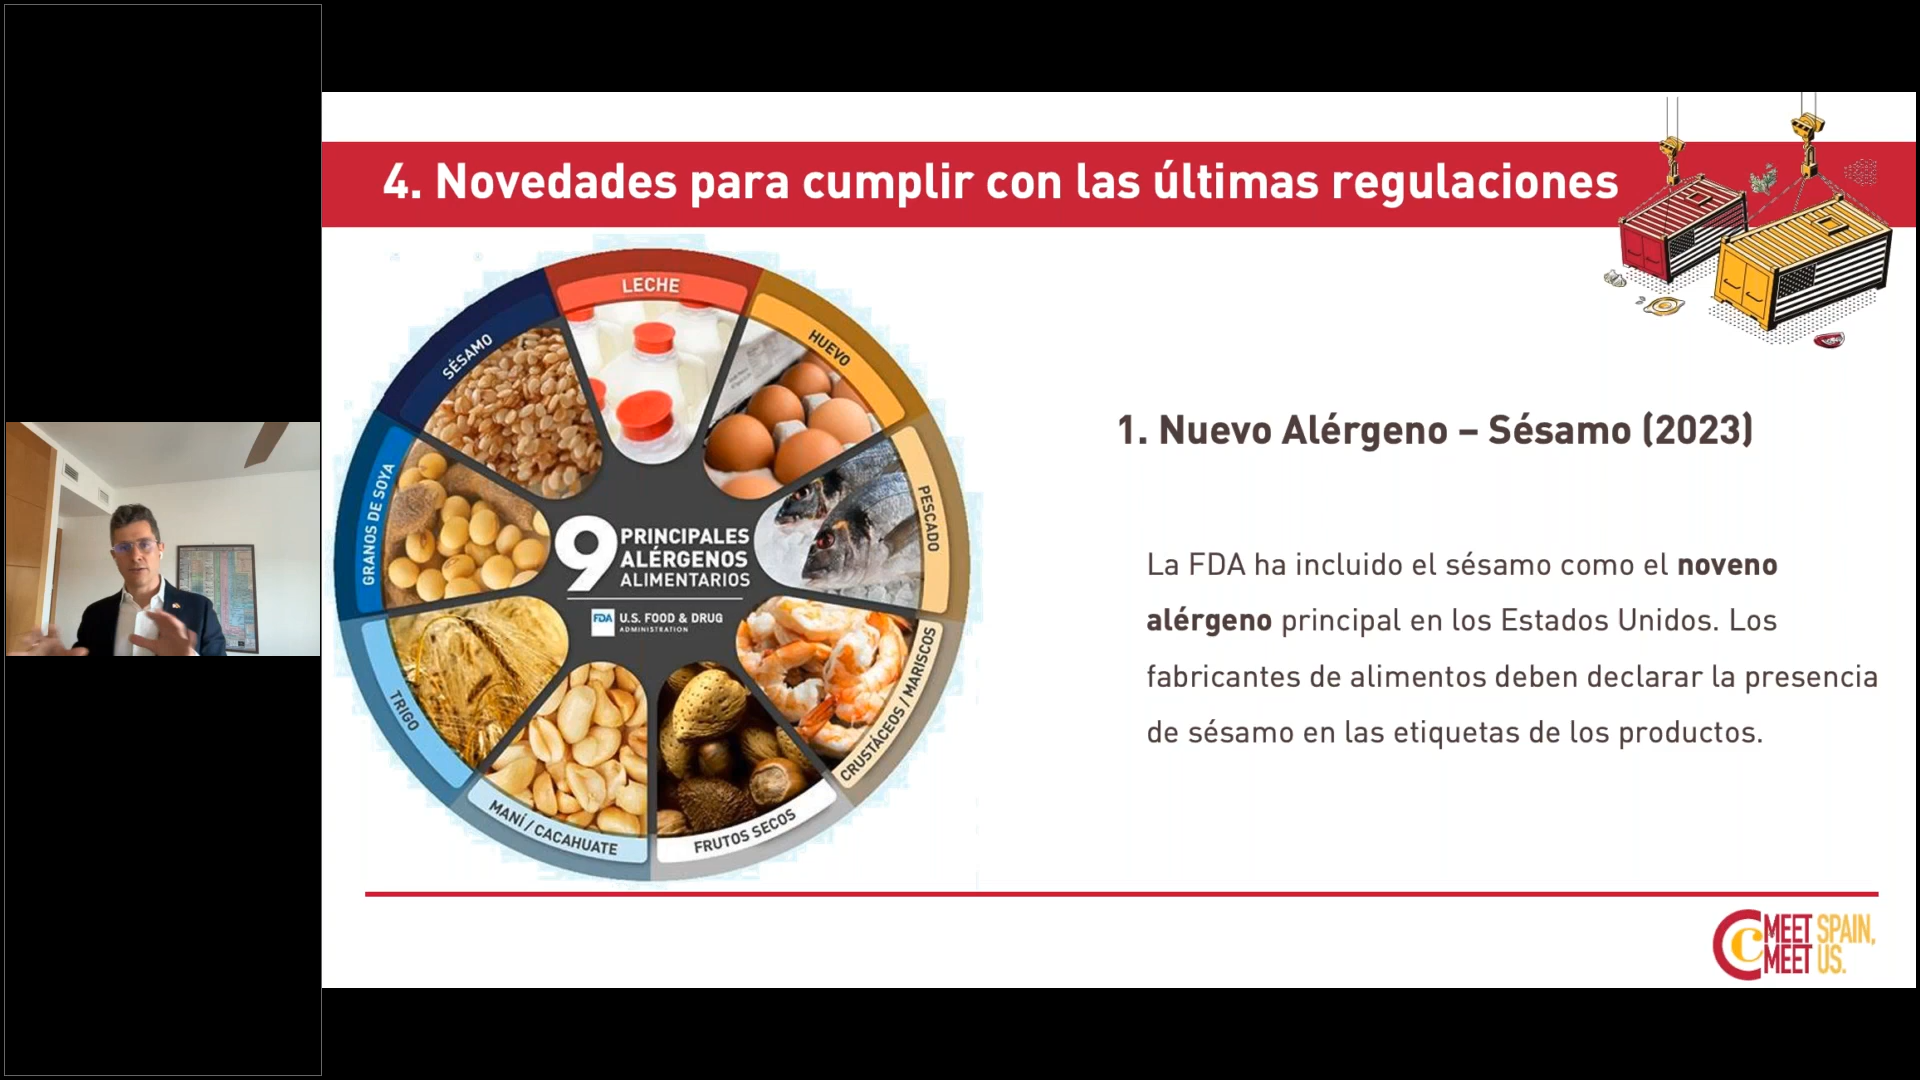 4. Novedades para cumplir con las últimas regulaciones
LECHE
HUEVO
PESCADO
CRUSTÁCEOS / MARISCOS
FRUTOS SECOS
MANÍ / CACAHUATE
TRIGO
GRANOS DE SOYA
SÉSAMO
9 PRINCIPALES
ALÉRGENOS
ALIMENTARIOS
FDA U.S. FOOD & DRUG
ADMINISTRATION
1. Nuevo Alérgeno – Sésamo (2023)
La FDA ha incluido el sésamo como el noveno
alérgeno principal en los Estados Unidos. Los
fabricantes de alimentos deben declarar la presencia
de sésamo en las etiquetas de los productos.
MEET SPAIN,
MEET US.